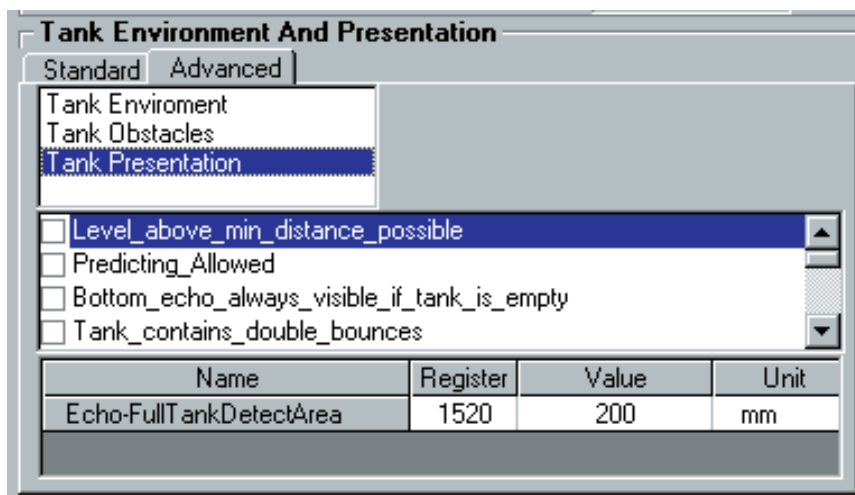 Tank Environment And Presentation
Standard Advanced
Tank Enviroment
Tank Obstacles
Tank Presentation
Level_above_min_distance_possible
Predicting_Allowed
Bottom_echo_always_visible_if_tank_is_empty
Tank_contains_double_bounces
Name Register Value Unit
Echo-FullTankDetectArea 1520 200 mm